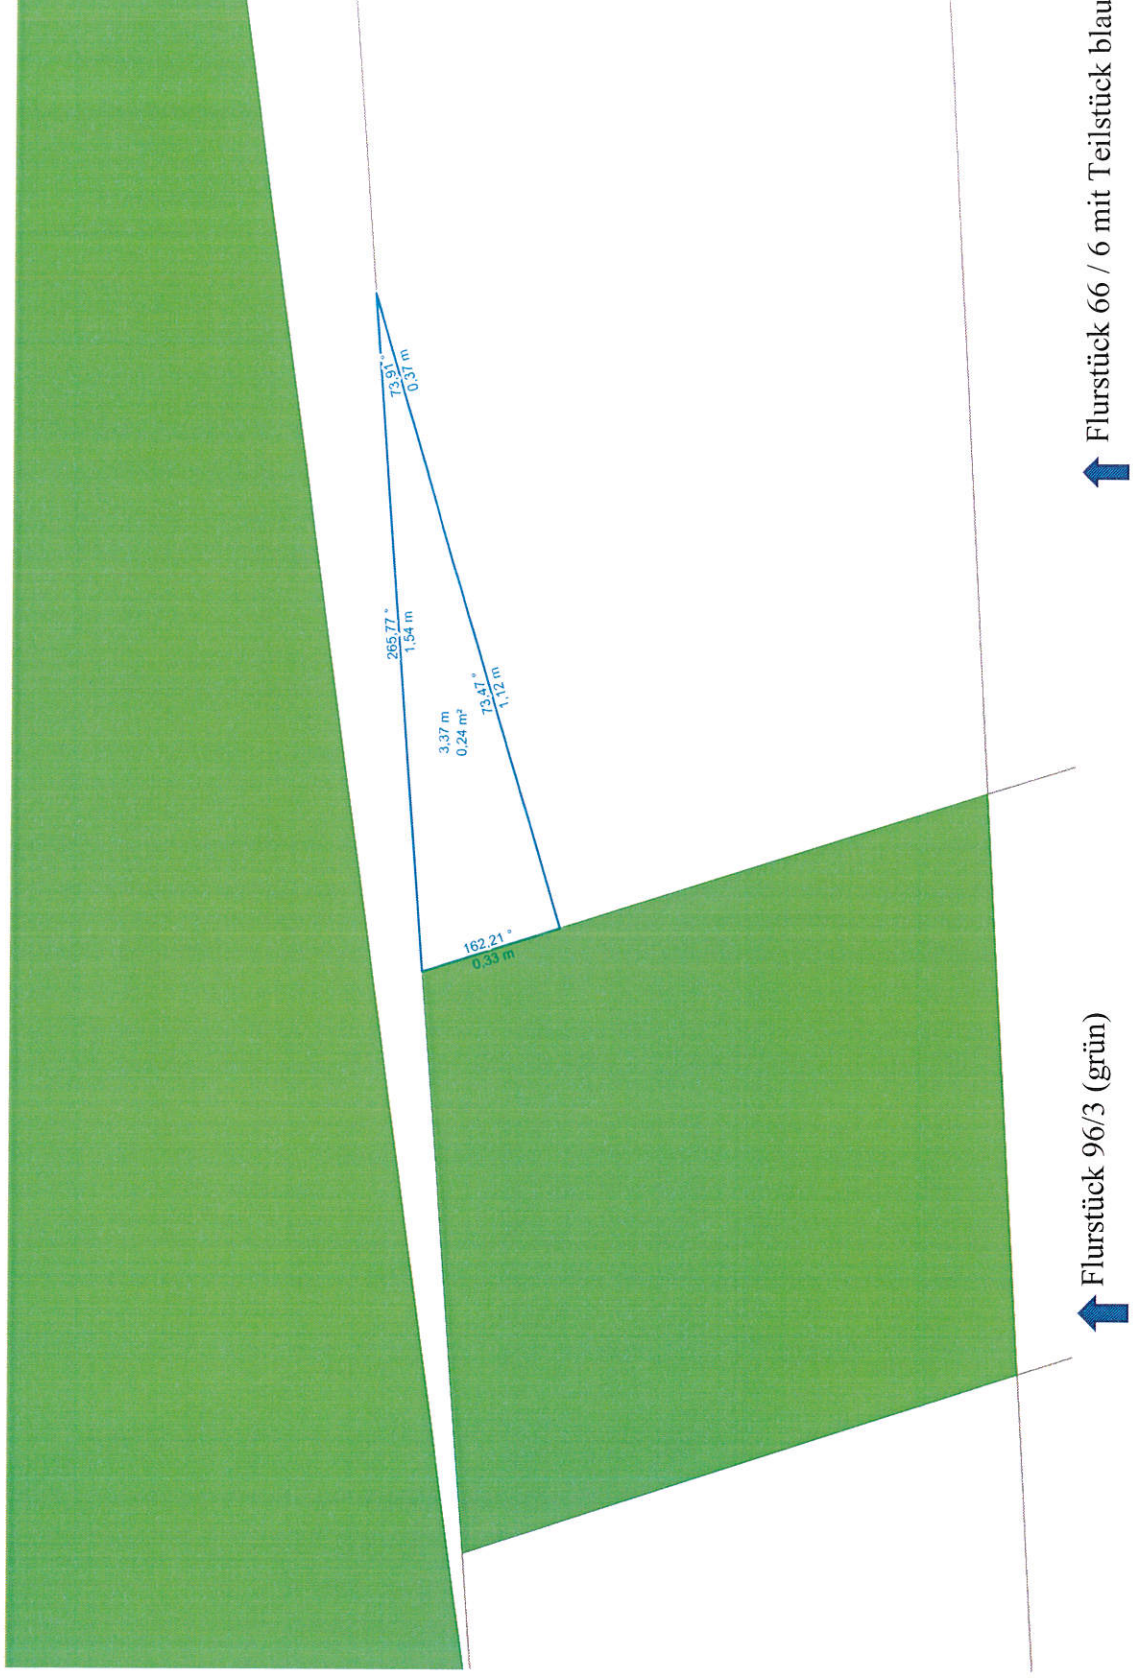 265,77 °
1,54 m
73,91 °
0,37 m
3,37 m
0,24 m²
73,47 °
1,12 m
162,21 °
0,33 m
Flurstück 96/3 (grün)
Flurstück 66 / 6 mit Teilstück blau